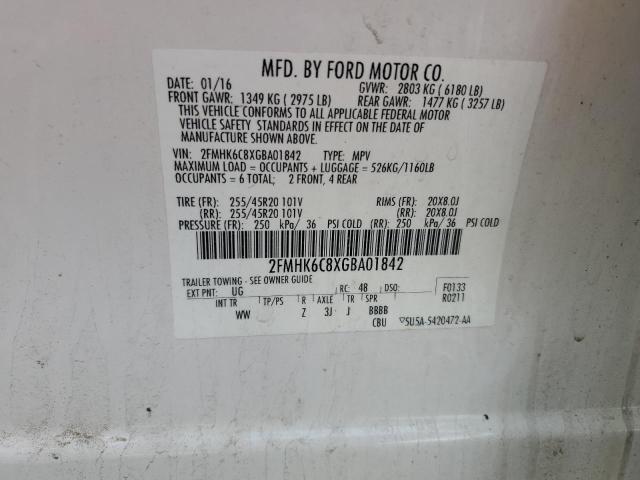 MFD. BY FORD MOTOR CO.
DATE: 01/16 GVWR: 2803 KG ( 6180 LB)
FRONT GAWR: 1349 KG ( 2975 LB) REAR GAWR: 1477 KG ( 3257 LB)
THIS VEHICLE CONFORMS TO ALL APPLICABLE FEDERAL MOTOR
VEHICLE SAFETY STANDARDS IN EFFECT ON THE DATE OF
MANUFACTURE SHOWN ABOVE.
VIN: 2FMHK6C8XGBA01842 TYPE: MPV
MAXIMUM LOAD = OCCUPANTS + LUGGAGE = 526KG/1160LB
OCCUPANTS = 6 TOTAL; 2 FRONT, 4 REAR
TIRE (FR): 255/45R20 101V RIMS (FR): 20X8.0J
(RR): 255/45R20 101V (RR): 20X8.0J
PRESSURE (FR): 250 kPa/ 36 PSI COLD (RR): 250 kPa/ 36 PSI COLD
2FMHK6C8XGBA01842
TRAILER TOWING - SEE OWNER GUIDE
EXT PNT: UG RC: 48 DSO: F0133
R0211
INT TR TP/PS R AXLE TR SPR
WW Z 3J J BBBB
CBU 5U5A-5420472-AA